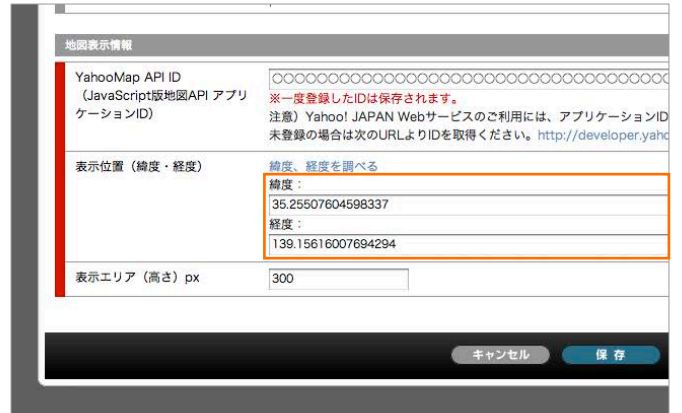 地図表示情報
YahooMap API ID
（JavaScript版地図API アプリ
ケーションID）
○○○○○○○○○○○○○○○○○○○○○○○○○○○○○○○○○○○○
※一度登録したIDは保存されます。
注意）Yahoo! JAPAN Webサービスのご利用には、アプリケーションID
未登録の場合は次のURLよりIDを取得ください。http://developer.yaho
表示位置（緯度・経度）
緯度、経度を調べる
緯度：
35.25507604598337
経度：
139.15616007694294
表示エリア（高さ）px
300
キャンセル
保 存